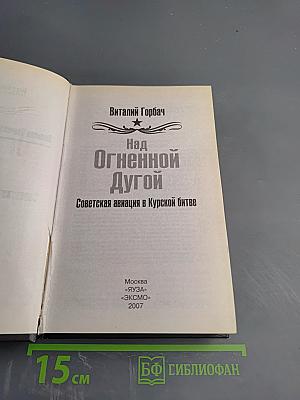 Виталий Горбач
Над
Огненной
Дугой
Советская авиация в Курской битве
Москва
«ЯУЗА»
«ЭКСМО»
2007
15 см
БФ БИБЛИОФАН